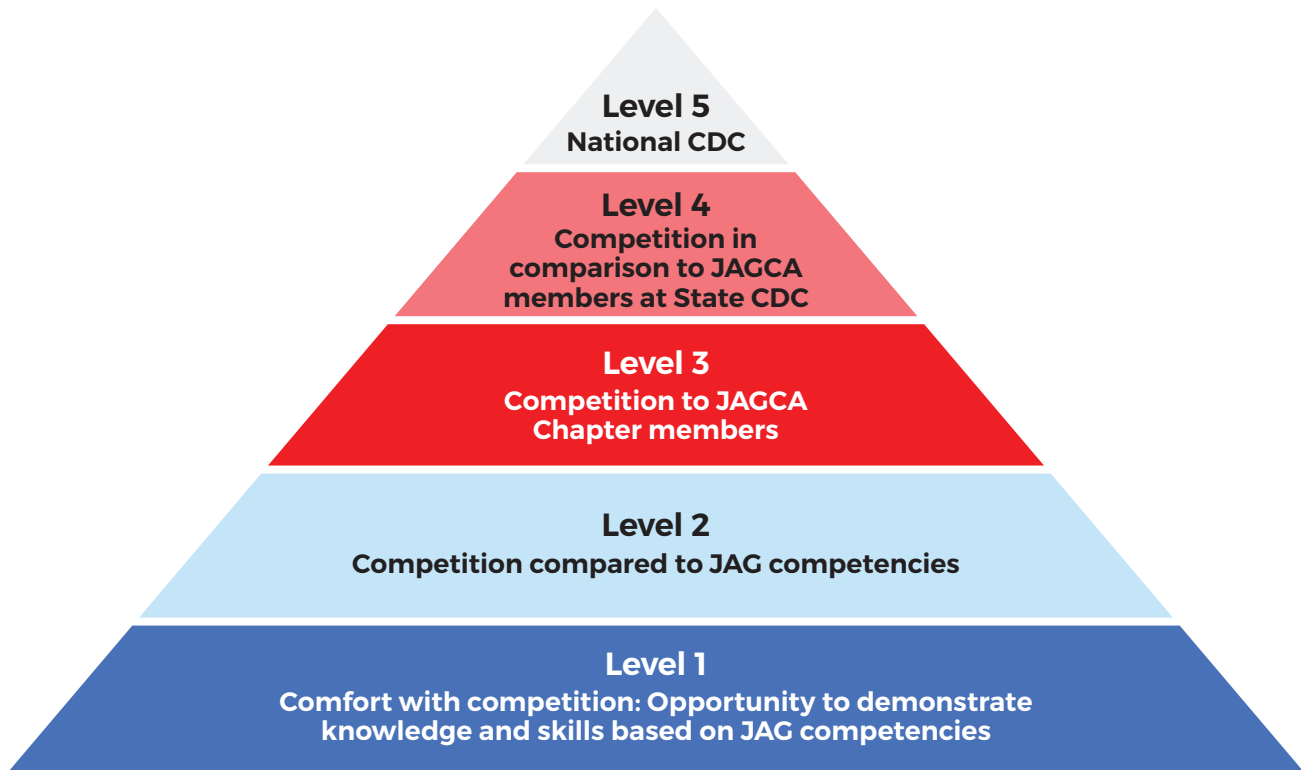 Level 5
National CDC
Level 4
Competition in
comparison to JAGCA
members at State CDC
Level 3
Competition to JAGCA
Chapter members
Level 2
Competition compared to JAG competencies
Level 1
Comfort with competition: Opportunity to demonstrate
knowledge and skills based on JAG competencies